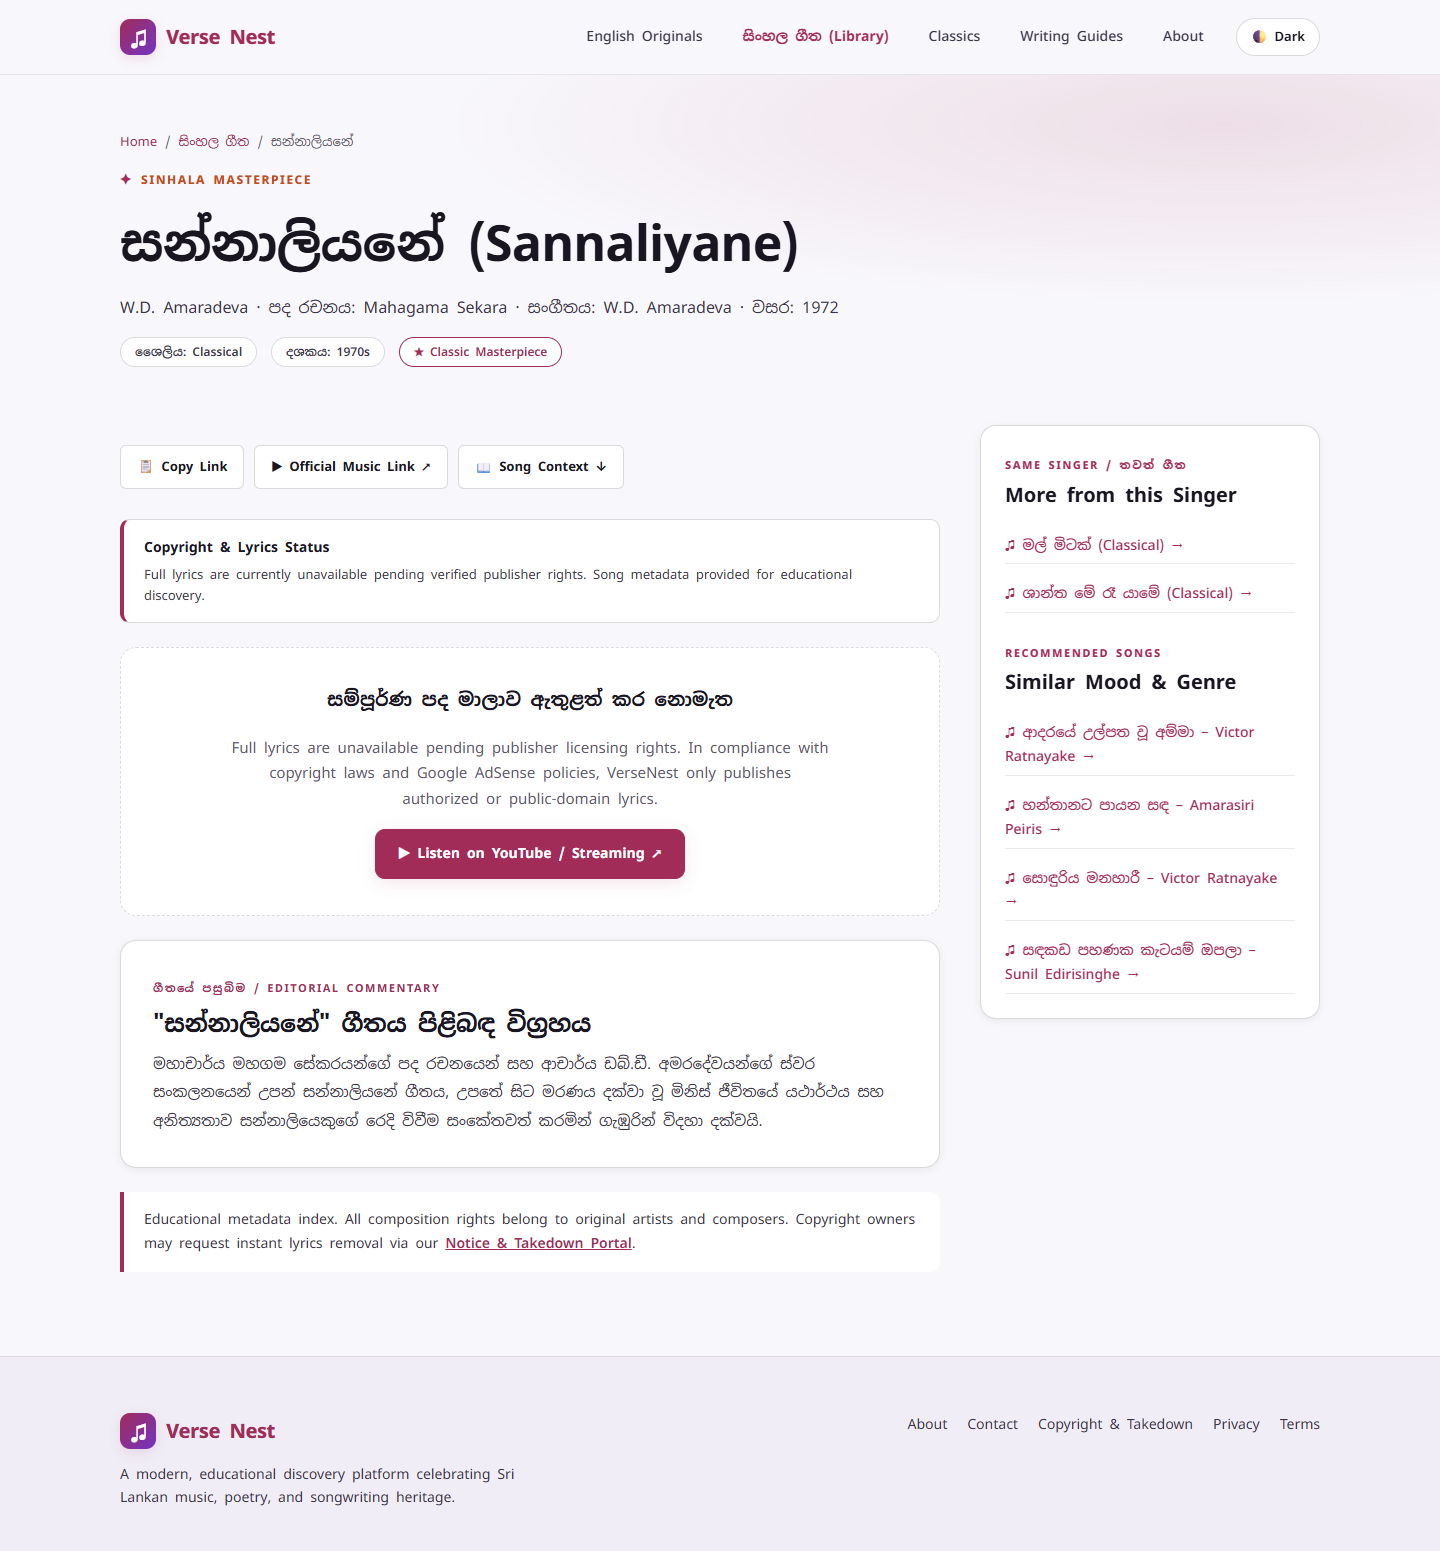 Verse Nest
English Originals
සිංහල ගීත (Library)
Classics
Writing Guides
About
Dark
Home / සිංහල ගීත / සන්නාලියනේ
✦ SINHALA MASTERPIECE
සන්නාලියනේ (Sannaliyane)
W.D. Amaradeva · පද රචනය: Mahagama Sekara · සංගීතය: W.D. Amaradeva · වසර: 1972
ශෛලිය: Classical
දශකය: 1970s
★ Classic Masterpiece
Copy Link
▶ Official Music Link ↗
Song Context ↓
Copyright & Lyrics Status
Full lyrics are currently unavailable pending verified publisher rights. Song metadata provided for educational
discovery.
සම්පූර්ණ පද මාලාව ඇතුළත් කර නොමැත
Full lyrics are unavailable pending publisher licensing rights. In compliance with
copyright laws and Google AdSense policies, VerseNest only publishes
authorized or public-domain lyrics.
▶ Listen on YouTube / Streaming ↗
ගීතයේ පසුබිම / EDITORIAL COMMENTARY
"සන්නාලියනේ" ගීතය පිළිබඳ විග්‍රහය
මහාචාර්ය මහගම සේකරයන්ගේ පද රචනයෙන් සහ ආචාර්ය ඩබ්.ඩී. අමරදේවයන්ගේ ස්වර
සංකලනයෙන් උපන් සන්නාලියනේ ගීතය, උපතේ සිට මරණය දක්වා වූ මිනිස් ජීවිතයේ යථාර්ථය සහ
අනිත්‍යතාව සන්නාලියෙකුගේ රෙදි විවීම සංකේතවත් කරමින් ගැඹුරින් විදහා දක්වයි.
Educational metadata index. All composition rights belong to original artists and composers. Copyright owners
may request instant lyrics removal via our Notice & Takedown Portal.
SAME SINGER / තවත් ගීත
More from this Singer
♫ මල් මිටක් (Classical) →
♫ ශාන්ත මේ රෑ යාමේ (Classical) →
RECOMMENDED SONGS
Similar Mood & Genre
♫ ආදරයේ උල්පත වූ අම්මා – Victor
Ratnayake →
♫ හන්තානට පායන සඳ – Amarasiri
Peiris →
♫ සොඳුරිය මනහාරී – Victor Ratnayake
→
♫ සඳකඩ පහණක කැටයම් ඔපලා –
Sunil Edirisinghe →
Verse Nest
A modern, educational discovery platform celebrating Sri
Lankan music, poetry, and songwriting heritage.
About
Contact
Copyright & Takedown
Privacy
Terms